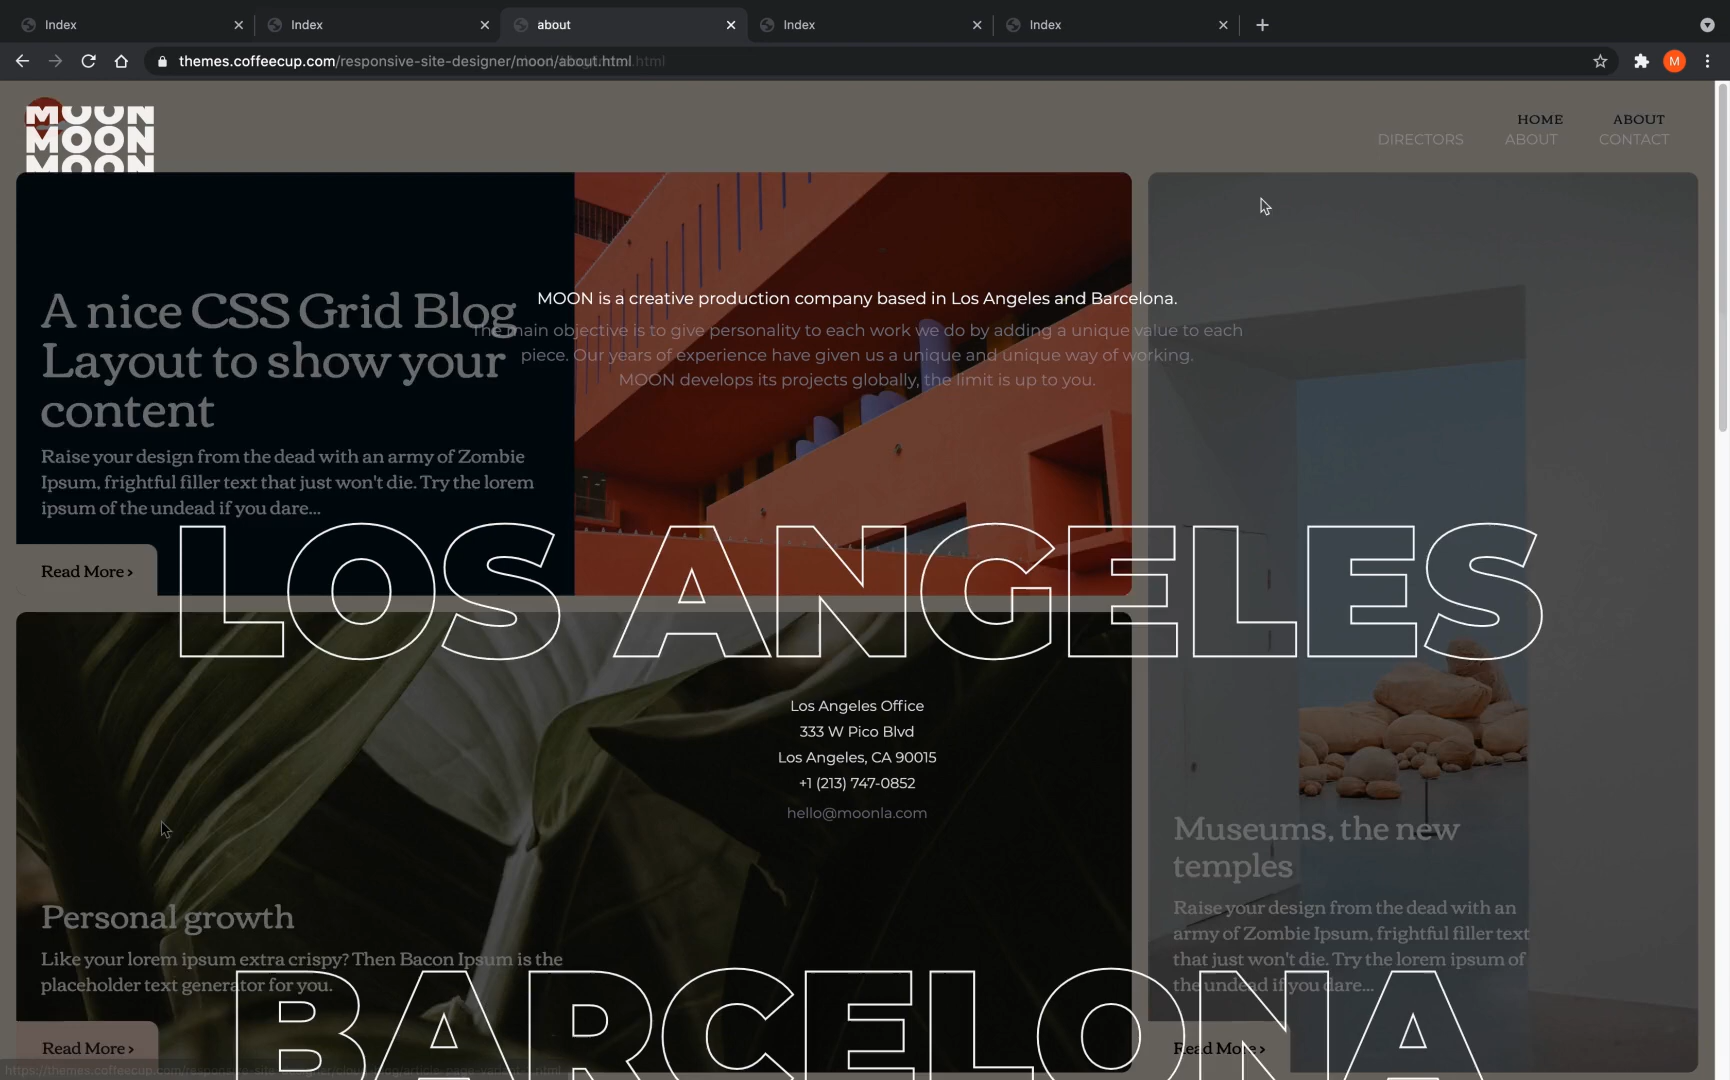 Index
Index
about
Index
Index
themes.coffeecup.com/responsive-site-designer/moon/about.html
M
MOON
MOON
MOON
HOME ABOUT
DIRECTORS ABOUT CONTACT
A nice CSS Grid Blog
Layout to show your
content
Raise your design from the dead with an army of Zombie
Ipsum, frightful filler text that just won't die. Try the lorem
ipsum of the undead if you dare...
Read More >
MOON is a creative production company based in Los Angeles and Barcelona.
The main objective is to give personality to each work we do by adding a unique value to each
piece. Our years of experience have given us a unique and unique way of working.
MOON develops its projects globally, the limit is up to you.
LOS ANGELES
Los Angeles Office
333 W Pico Blvd
Los Angeles, CA 90015
+1 (213) 747-0852
hello@moonla.com
Museums, the new
temples
Raise your design from the dead with an
army of Zombie Ipsum, frightful filler text
that just won't die. Try the lorem ipsum of
the undead if you dare...
Read More >
Personal growth
Like your lorem ipsum extra crispy? Then Bacon Ipsum is the
placeholder text generator for you.
Read More >
BARCELONA